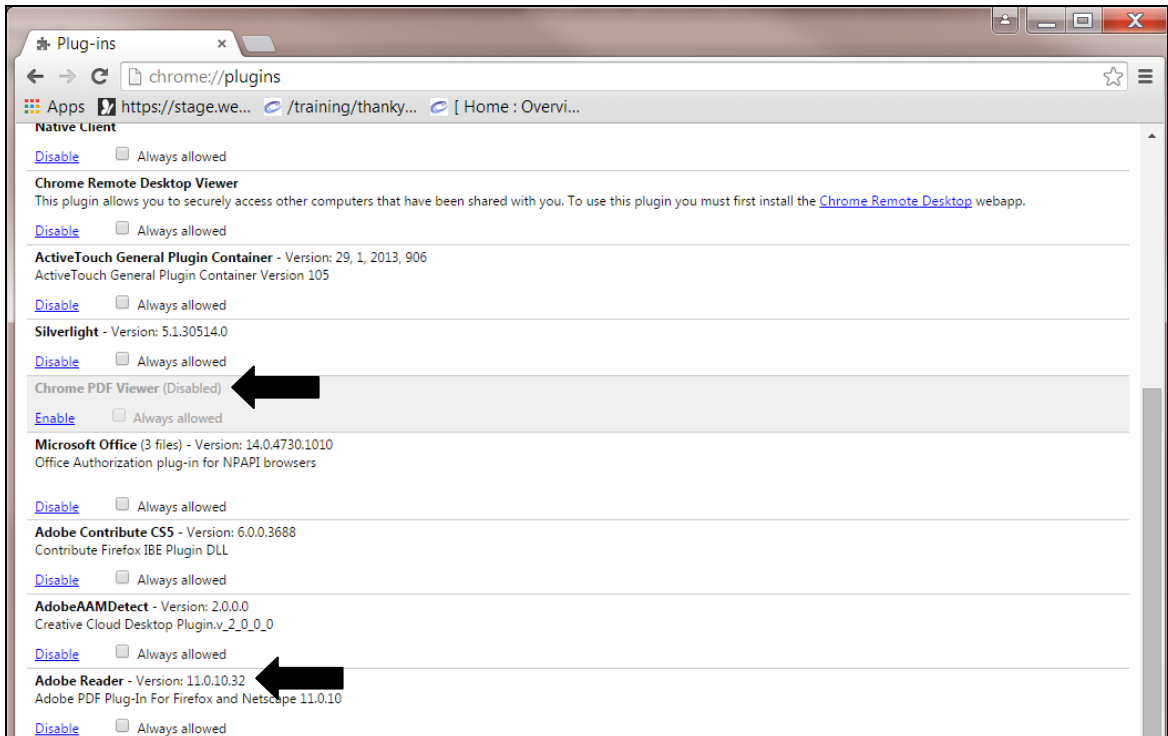 Plug-ins
chrome://plugins
Apps https://stage.we... /training/thanky... [ Home : Overvi...
Native Client
Disable Always allowed
Chrome Remote Desktop Viewer
This plugin allows you to securely access other computers that have been shared with you. To use this plugin you must first install the Chrome Remote Desktop webapp.
Disable Always allowed
ActiveTouch General Plugin Container - Version: 29, 1, 2013, 906
ActiveTouch General Plugin Container Version 105
Disable Always allowed
Silverlight - Version: 5.1.30514.0
Disable Always allowed
Chrome PDF Viewer (Disabled)
Enable Always allowed
Microsoft Office (3 files) - Version: 14.0.4730.1010
Office Authorization plug-in for NPAPI browsers
Disable Always allowed
Adobe Contribute CS5 - Version: 6.0.0.3688
Contribute Firefox IBE Plugin DLL
Disable Always allowed
AdobeAAMDetect - Version: 2.0.0.0
Creative Cloud Desktop Plugin.v_2_0_0_0
Disable Always allowed
Adobe Reader - Version: 11.0.10.32
Adobe PDF Plug-In For Firefox and Netscape 11.0.10
Disable Always allowed